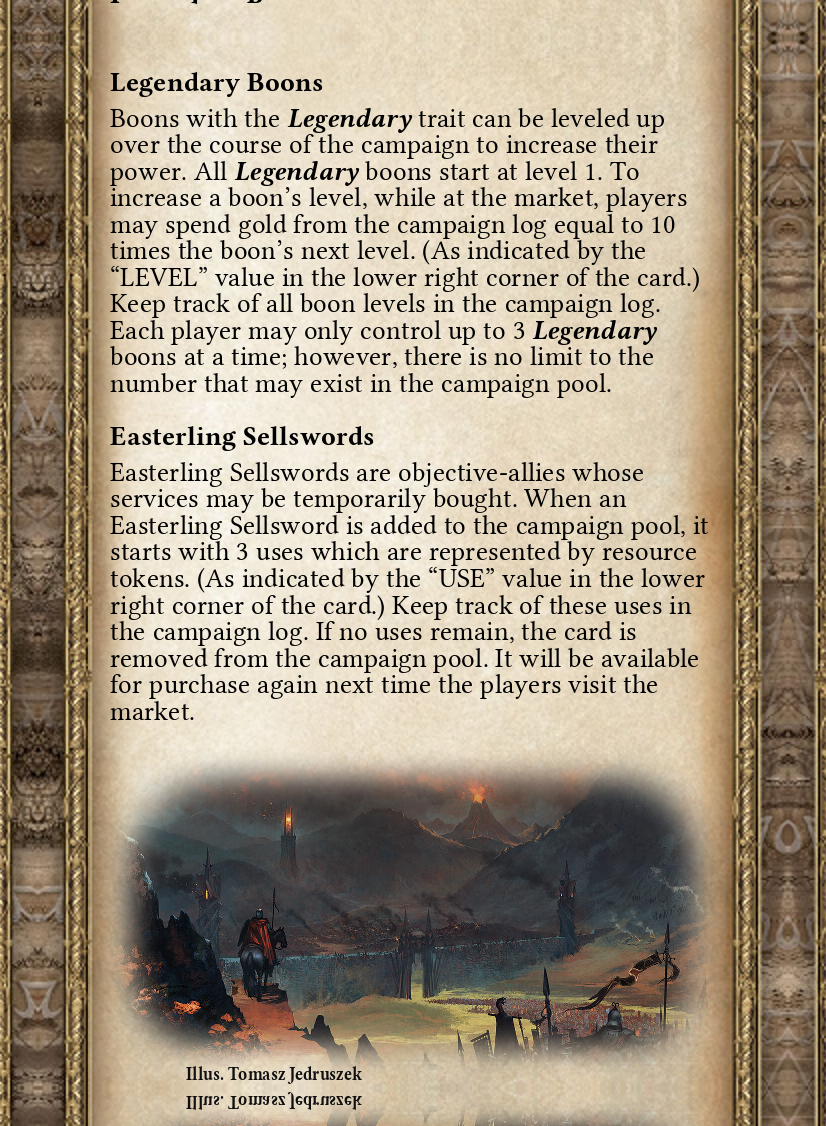 Legendary Boons
Boons with the Legendary trait can be leveled up
over the course of the campaign to increase their
power. All Legendary boons start at level 1. To
increase a boon’s level, while at the market, players
may spend gold from the campaign log equal to 10
times the boon’s next level. (As indicated by the
“LEVEL” value in the lower right corner of the card.)
Keep track of all boon levels in the campaign log.
Each player may only control up to 3 Legendary
boons at a time; however, there is no limit to the
number that may exist in the campaign pool.
Easterling Sellswords
Easterling Sellswords are objective-allies whose
services may be temporarily bought. When an
Easterling Sellsword is added to the campaign pool, it
starts with 3 uses which are represented by resource
tokens. (As indicated by the “USE” value in the lower
right corner of the card.) Keep track of these uses in
the campaign log. If no uses remain, the card is
removed from the campaign pool. It will be available
for purchase again next time the players visit the
market.
Illus. Tomasz Jedruszek
Illus. Tomasz Jedruszek